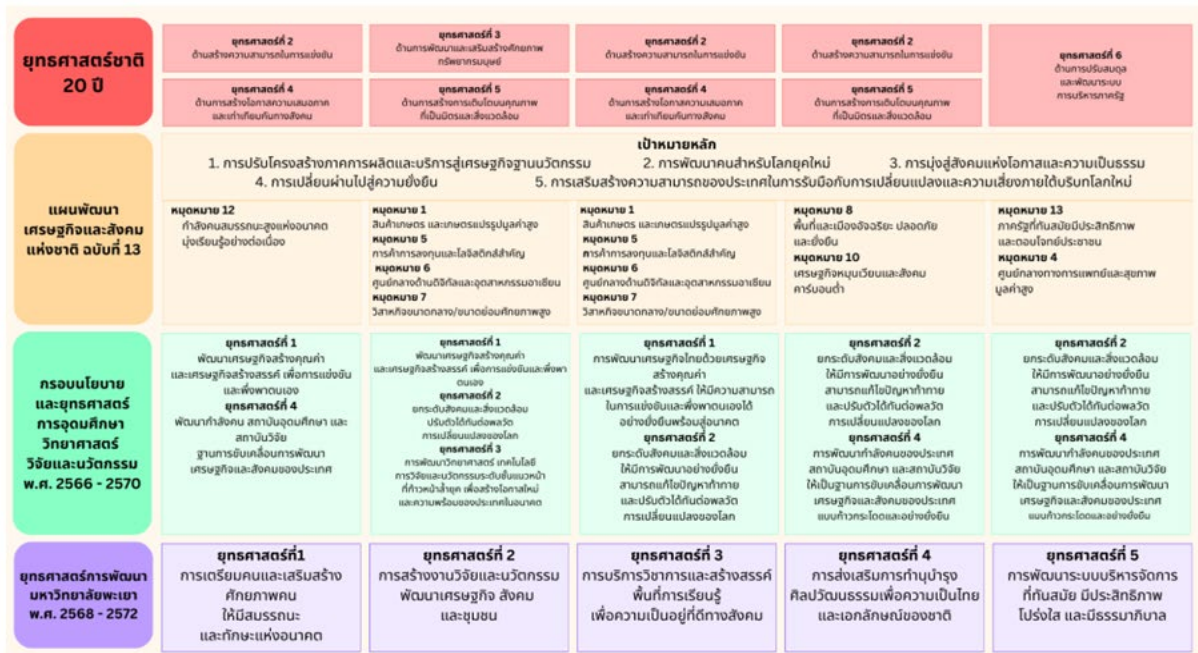 ยุทธศาสตร์ชาติ
20 ปี
ยุทธศาสตร์ที่ 2
ด้านสร้างความสามารถในการแข่งขัน
ยุทธศาสตร์ที่ 4
ด้านการสร้างโอกาสความเสมอภาค
และเท่าเทียมกันทางสังคม
ยุทธศาสตร์ที่ 3
ด้านการพัฒนาและเสริมสร้างศักยภาพ
ทรัพยากรมนุษย์
ยุทธศาสตร์ที่ 5
ด้านการสร้างการเติบโตบนคุณภาพ
ที่เป็นมิตรและสิ่งแวดล้อม
ยุทธศาสตร์ที่ 2
ด้านสร้างความสามารถในการแข่งขัน
ยุทธศาสตร์ที่ 4
ด้านการสร้างโอกาสความเสมอภาค
และเท่าเทียมกันทางสังคม
ยุทธศาสตร์ที่ 2
ด้านสร้างความสามารถในการแข่งขัน
ยุทธศาสตร์ที่ 5
ด้านการสร้างการเติบโตบนคุณภาพ
ที่เป็นมิตรและสิ่งแวดล้อม
ยุทธศาสตร์ที่ 6
ด้านการปรับสมดุล
และพัฒนาระบบ
การบริหารภาครัฐ
แผนพัฒนา
เศรษฐกิจและสังคม
แห่งชาติ ฉบับที่ 13
เป้าหมายหลัก
1. การปรับโครงสร้างภาคการผลิตและบริการสู่เศรษฐกิจฐานนวัตกรรม 2. การพัฒนาคนสำหรับโลกยุคใหม่ 3. การมุ่งสู่สังคมแห่งโอกาสและความเป็นธรรม
4. การเปลี่ยนผ่านไปสู่ความยั่งยืน 5. การเสริมสร้างความสามารถของประเทศในการรับมือกับการเปลี่ยนแปลงและความเสี่ยงภายใต้บริบทโลกใหม่
หมุดหมาย 12
กำลังคนสมรรถนะสูงแห่งอนาคต
มุ่งเรียนรู้อย่างต่อเนื่อง
หมุดหมาย 1
สินค้าเกษตร และเกษตรแปรรูปมูลค่าสูง
หมุดหมาย 5
การค้าการลงทุนและโลจิสติกส์สำคัญ
หมุดหมาย 6
ศูนย์กลางด้านดิจิทัลและอุตสาหกรรมอาเซียน
หมุดหมาย 7
วิสาหกิจขนาดกลาง/ขนาดย่อมศักยภาพสูง
หมุดหมาย 1
สินค้าเกษตร และเกษตรแปรรูปมูลค่าสูง
หมุดหมาย 5
การค้าการลงทุนและโลจิสติกส์สำคัญ
หมุดหมาย 6
ศูนย์กลางด้านดิจิทัลและอุตสาหกรรมอาเซียน
หมุดหมาย 7
วิสาหกิจขนาดกลาง/ขนาดย่อมศักยภาพสูง
หมุดหมาย 8
พื้นที่และเมืองอัจฉริยะ ปลอดภัย
และยั่งยืน
หมุดหมาย 10
เศรษฐกิจหมุนเวียนและสังคม
คาร์บอนต่ำ
หมุดหมาย 13
ภาครัฐที่ทันสมัยมีประสิทธิภาพ
และตอบโจทย์ประชาชน
หมุดหมาย 4
ศูนย์กลางทางการแพทย์และสุขภาพ
มูลค่าสูง
กรอบนโยบาย
และยุทธศาสตร์
การอุดมศึกษา
วิทยาศาสตร์
วิจัยและนวัตกรรม
พ.ศ. 2566 - 2570
ยุทธศาสตร์ที่ 1
พัฒนาเศรษฐกิจสร้างคุณค่า
และเศรษฐกิจสร้างสรรค์ เพื่อการแข่งขัน
และพึ่งพาตนเอง
ยุทธศาสตร์ที่ 4
พัฒนากำลังคน สถาบันอุดมศึกษา และ
สถาบันวิจัย
ฐานการขับเคลื่อนการพัฒนา
เศรษฐกิจและสังคมของประเทศ
ยุทธศาสตร์ที่ 1
พัฒนาเศรษฐกิจสร้างคุณค่า
และเศรษฐกิจสร้างสรรค์ เพื่อการแข่งขันและพึ่งพา
ตนเอง
ยุทธศาสตร์ที่ 2
ยกระดับสังคมและสิ่งแวดล้อม
ปรับตัวได้ทันต่อพลวัต
การเปลี่ยนแปลงของโลก
ยุทธศาสตร์ที่ 3
การพัฒนาวิทยาศาสตร์ เทคโนโลยี
การวิจัยและนวัตกรรมระดับขั้นแนวหน้า
ที่ก้าวหน้าล้ำยุค เพื่อสร้างโอกาสใหม่
และความพร้อมของประเทศในอนาคต
ยุทธศาสตร์ที่ 1
การพัฒนาเศรษฐกิจไทยด้วยเศรษฐกิจ
สร้างคุณค่า
และเศรษฐกิจสร้างสรรค์ ให้มีความสามารถ
ในการแข่งขันและพึ่งพาตนเองได้
อย่างยั่งยืนพร้อมสู่อนาคต
ยุทธศาสตร์ที่ 2
ยกระดับสังคมและสิ่งแวดล้อม
ให้มีการพัฒนาอย่างยั่งยืน
สามารถแก้ไขปัญหาท้าทาย
และปรับตัวได้ทันต่อพลวัต
การเปลี่ยนแปลงของโลก
ยุทธศาสตร์ที่ 2
ยกระดับสังคมและสิ่งแวดล้อม
ให้มีการพัฒนาอย่างยั่งยืน
สามารถแก้ไขปัญหาท้าทาย
และปรับตัวได้ทันต่อพลวัต
การเปลี่ยนแปลงของโลก
ยุทธศาสตร์ที่ 4
การพัฒนากำลังคนของประเทศ
สถาบันอุดมศึกษา และสถาบันวิจัย
ให้เป็นฐานการขับเคลื่อนการพัฒนา
เศรษฐกิจและสังคมของประเทศ
แบบก้าวกระโดดและอย่างยั่งยืน
ยุทธศาสตร์ที่ 2
ยกระดับสังคมและสิ่งแวดล้อม
ให้มีการพัฒนาอย่างยั่งยืน
สามารถแก้ไขปัญหาท้าทาย
และปรับตัวได้ทันต่อพลวัต
การเปลี่ยนแปลงของโลก
ยุทธศาสตร์ที่ 4
การพัฒนากำลังคนของประเทศ
สถาบันอุดมศึกษา และสถาบันวิจัย
ให้เป็นฐานการขับเคลื่อนการพัฒนา
เศรษฐกิจและสังคมของประเทศ
แบบก้าวกระโดดและอย่างยั่งยืน
ยุทธศาสตร์การพัฒนา
มหาวิทยาลัยพะเยา
พ.ศ. 2568 - 2572
ยุทธศาสตร์ที่1
การเตรียมคนและเสริมสร้าง
ศักยภาพคน
ให้มีสมรรถนะ
และทักษะแห่งอนาคต
ยุทธศาสตร์ที่ 2
การสร้างงานวิจัยและนวัตกรรม
พัฒนาเศรษฐกิจ สังคม
และชุมชน
ยุทธศาสตร์ที่ 3
การบริการวิชาการและสร้างสรรค์
พื้นที่การเรียนรู้
เพื่อความเป็นอยู่ที่ดีทางสังคม
ยุทธศาสตร์ที่ 4
การส่งเสริมการทำนุบำรุง
ศิลปวัฒนธรรมเพื่อความเป็นไทย
และเอกลักษณ์ของชาติ
ยุทธศาสตร์ที่ 5
การพัฒนาระบบบริหารจัดการ
ที่ทันสมัย มีประสิทธิภาพ
โปร่งใส และมีธรรมาภิบาล